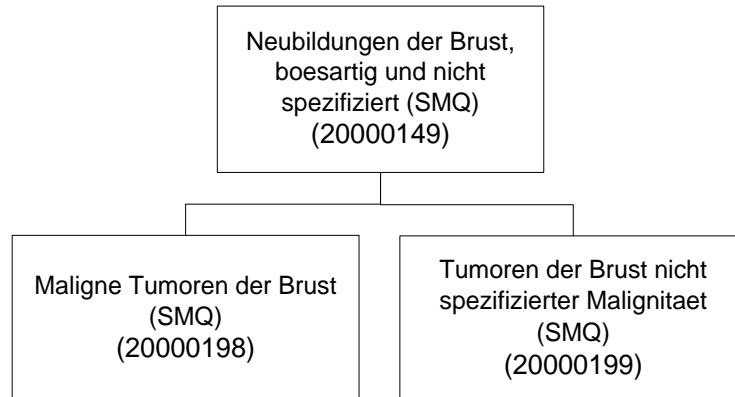 Neubildungen der Brust,
boesartig und nicht
spezifiziert (SMQ)
(20000149)
Maligne Tumoren der Brust
(SMQ)
(20000198)
Tumoren der Brust nicht
spezifizierter Malignitaet
(SMQ)
(20000199)